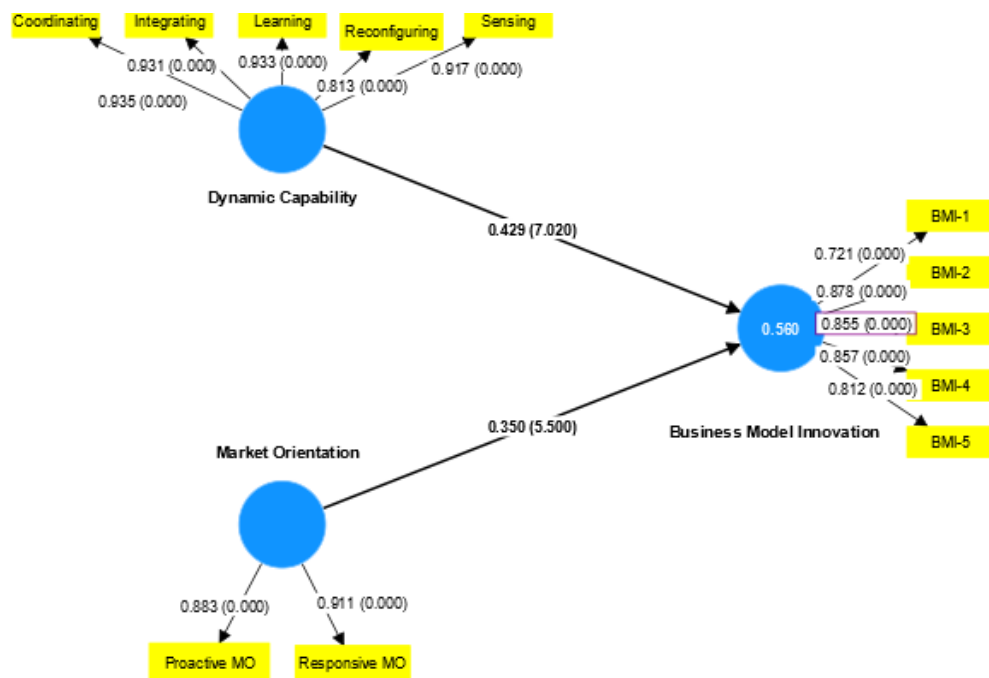 Coordinating
Integrating
Learning
Reconfiguring
Sensing
0.931 (0.000)
0.933 (0.000)
0.813 (0.000)
0.917 (0.000)
0.935 (0.000)
Dynamic Capability
0.429 (7.020)
BMI-1
0.721 (0.000)
BMI-2
0.878 (0.000)
0.560
0.855 (0.000)
BMI-3
0.857 (0.000)
BMI-4
0.812 (0.000)
0.350 (5.500)
Business Model Innovation
BMI-5
Market Orientation
0.883 (0.000)
0.911 (0.000)
Proactive MO
Responsive MO